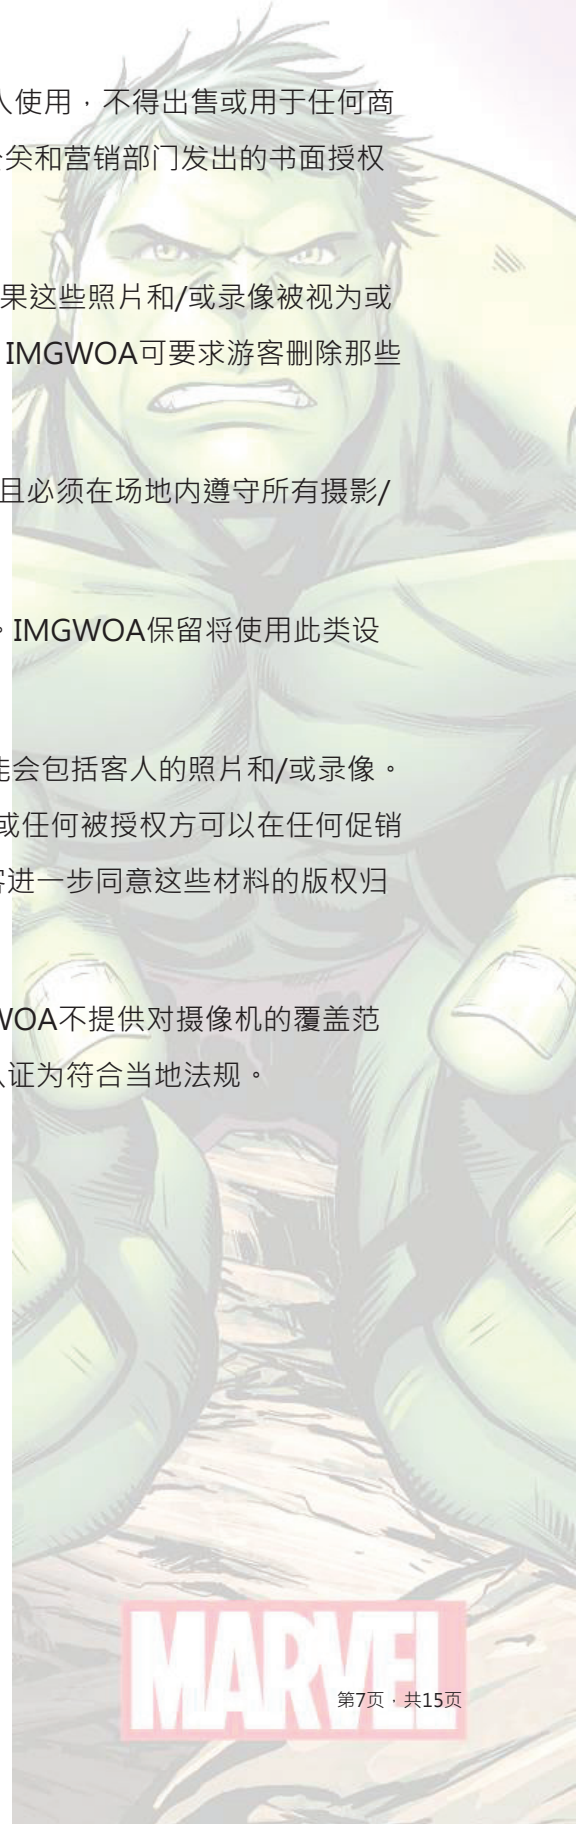 人使用，不得出售或用于任何商
关和营销部门发出的书面授权
果这些照片和/或录像被视为或
IMGWOA可要求游客删除那些
且必须在场地内遵守所有摄影/
。IMGWOA保留将使用此类设
能会包括客人的照片和/或录像。
或任何被授权方可以在任何促销
客进一步同意这些材料的版权归
WOA不提供对摄像机的覆盖范
认证为符合当地法规。
MARVEL
第7页，共15页